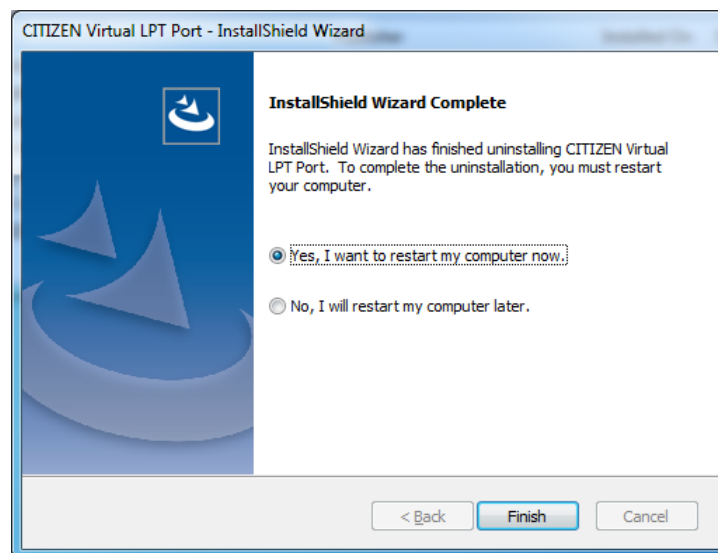 CITIZEN Virtual LPT Port - InstallShield Wizard
InstallShield Wizard Complete
InstallShield Wizard has finished uninstalling CITIZEN Virtual
LPT Port. To complete the uninstallation, you must restart
your computer.
Yes, I want to restart my computer now.
No, I will restart my computer later.
< Back
Finish
Cancel